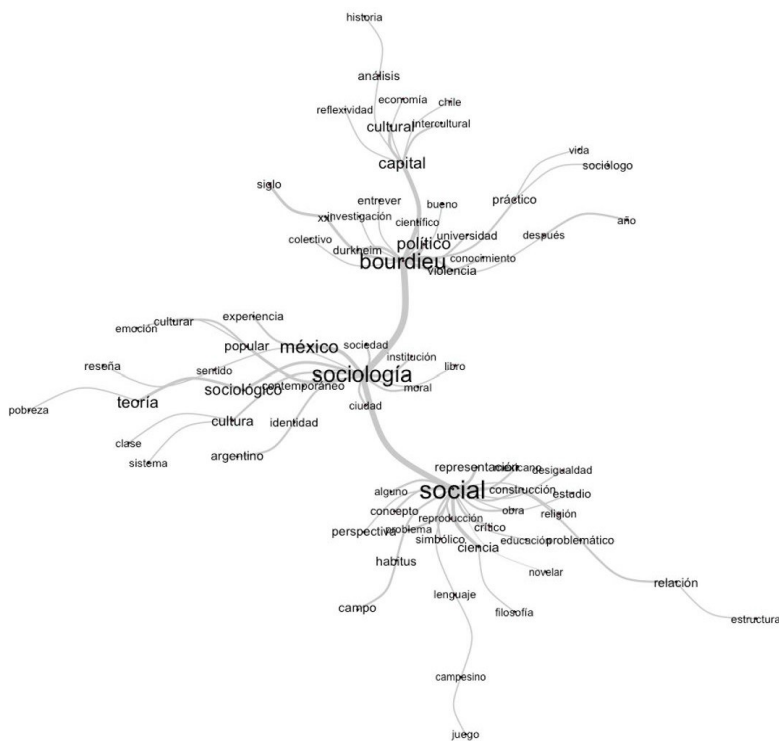 historia
análisis
economía
reflexividad
chile
cultural
intercultural
capital
vida
sociólogo
siglo
entrever
bueno
práctico
xxi
investigación
científico
año
colectivo
durkheim
político
universidad
después
bourdieu
conocimiento
violencia
emoción
culturar
experiencia
popular
méxico
sociedad
institución
reseña
sentido
sociología
libro
teoría
sociológico
contemporáneo
moral
pobreza
ciudad
cultura
identidad
clase
sistema
argentino
representación
mexicano
desigualdad
alguno
social
construcción
estudio
concepto
obra
religión
perspectiva
problema
reproducción
crítico
simbólico
ciencia
educación
problemático
habitus
novelar
relación
lenguaje
campo
filosofía
estructura
campesino
juego